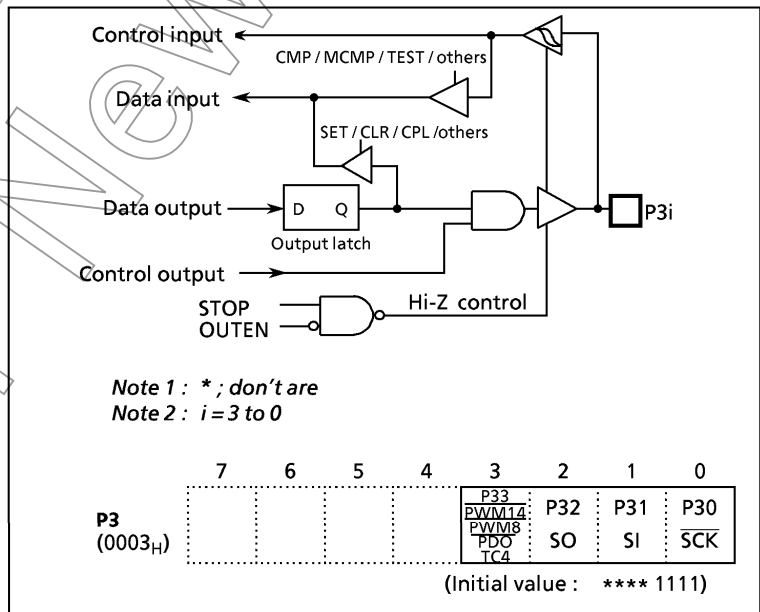 New
Control input
CMP / MCMP / TEST / others
Data input
SET / CLR / CPL /others
Data output
D Q
P3i
Output latch
Control output
STOP
OUTEN
Hi-Z control
Note 1 : * ; don't are
Note 2 : i = 3 to 0
7 6 5 4 3 2 1 0
P3
(0003H)
P33
PWM14
PWM8
PDO
TC4
P32
SO
P31
SI
P30
SCK
(Initial value : **** 1111)